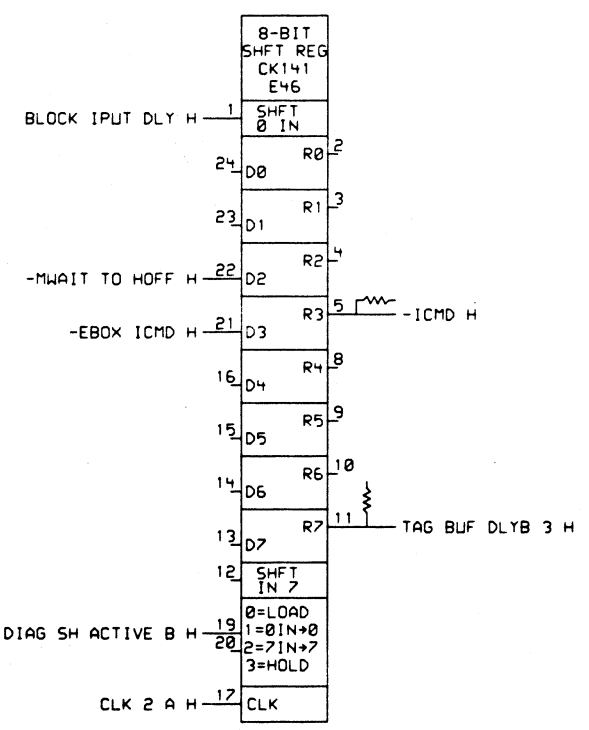 8-BIT
SHFT REG
CK141
E46
BLOCK IPUT DLY H 1 SHFT
0 IN
R0 2
24 D0
R1 3
23 D1
R2 4
-MWAIT TO HOFF H 22 D2
R3 5 -ICMD H
-EBOX ICMD H 21 D3
R4 8
16 D4
R5 9
15 D5
R6 10
14 D6
R7 11 TAG BUF DLYB 3 H
13 D7
12 SHFT
IN 7
0=LOAD
DIAG SH ACTIVE B H 19 1=0IN→0
20 2=7IN→7
3=HOLD
CLK 2 A H 17 CLK